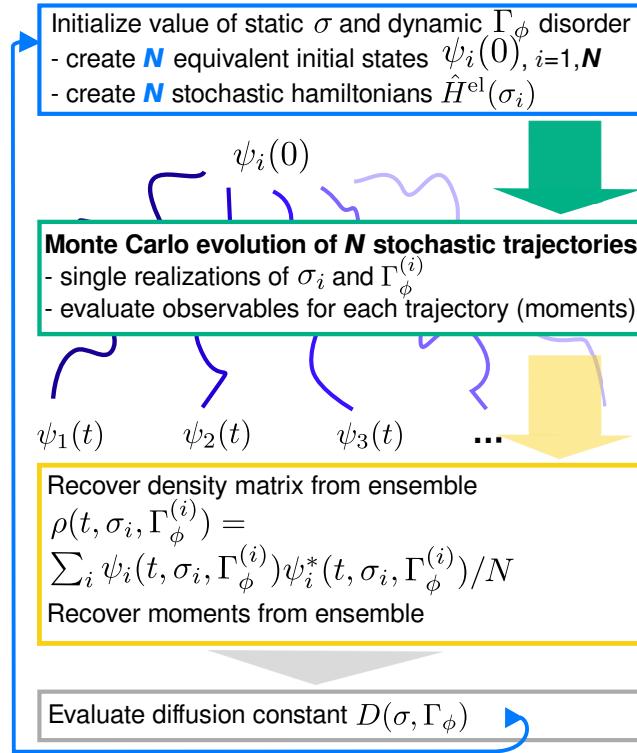 Initialize value of static σ and dynamic Γ_ϕ disorder
- create N equivalent initial states ψ_i(0), i=1,N
- create N stochastic hamiltonians Ĥ^el(σ_i)
ψ_i(0)
Monte Carlo evolution of N stochastic trajectories
- single realizations of σ_i and Γ_ϕ^(i)
- evaluate observables for each trajectory (moments)
ψ_1(t) ψ_2(t) ψ_3(t) ...
Recover density matrix from ensemble
ρ(t, σ_i, Γ_ϕ^(i)) =
∑_i ψ_i(t, σ_i, Γ_ϕ^(i))ψ_i^*(t, σ_i, Γ_ϕ^(i))/N
Recover moments from ensemble
Evaluate diffusion constant D(σ, Γ_ϕ)